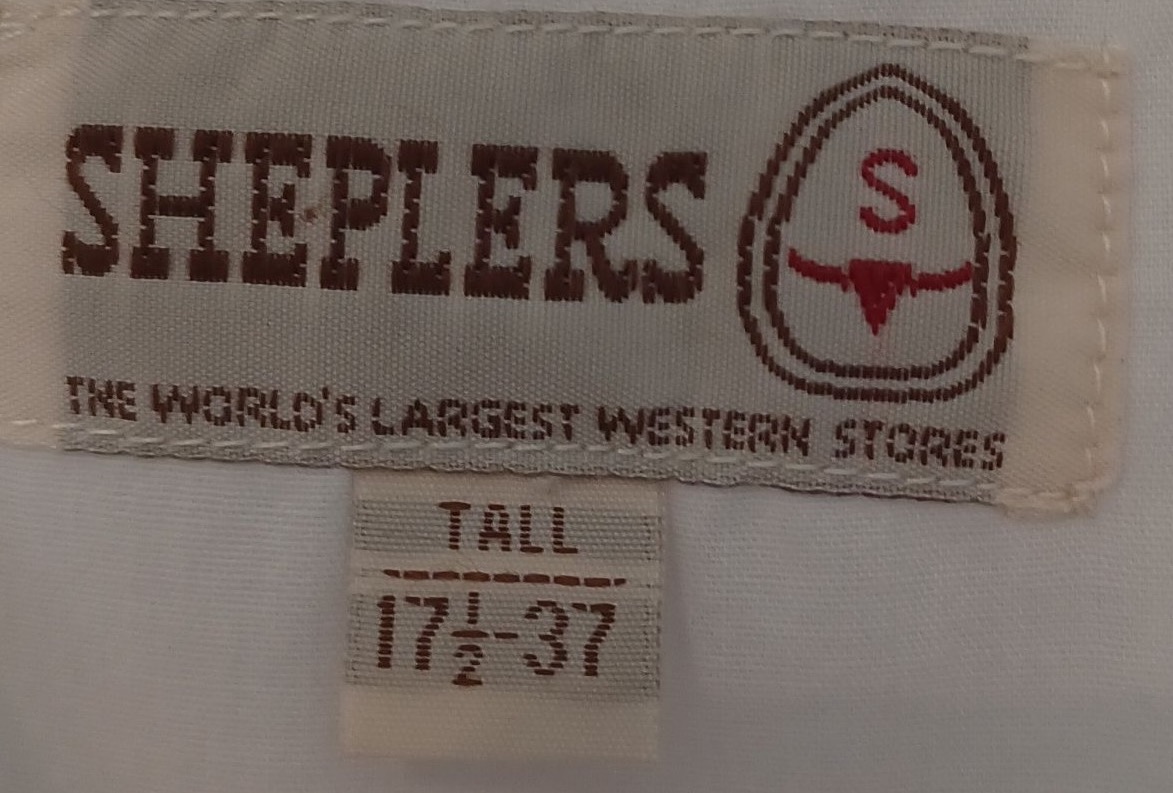 SHEPLERS
S
THE WORLD'S LARGEST WESTERN STORES
TALL
17½-37